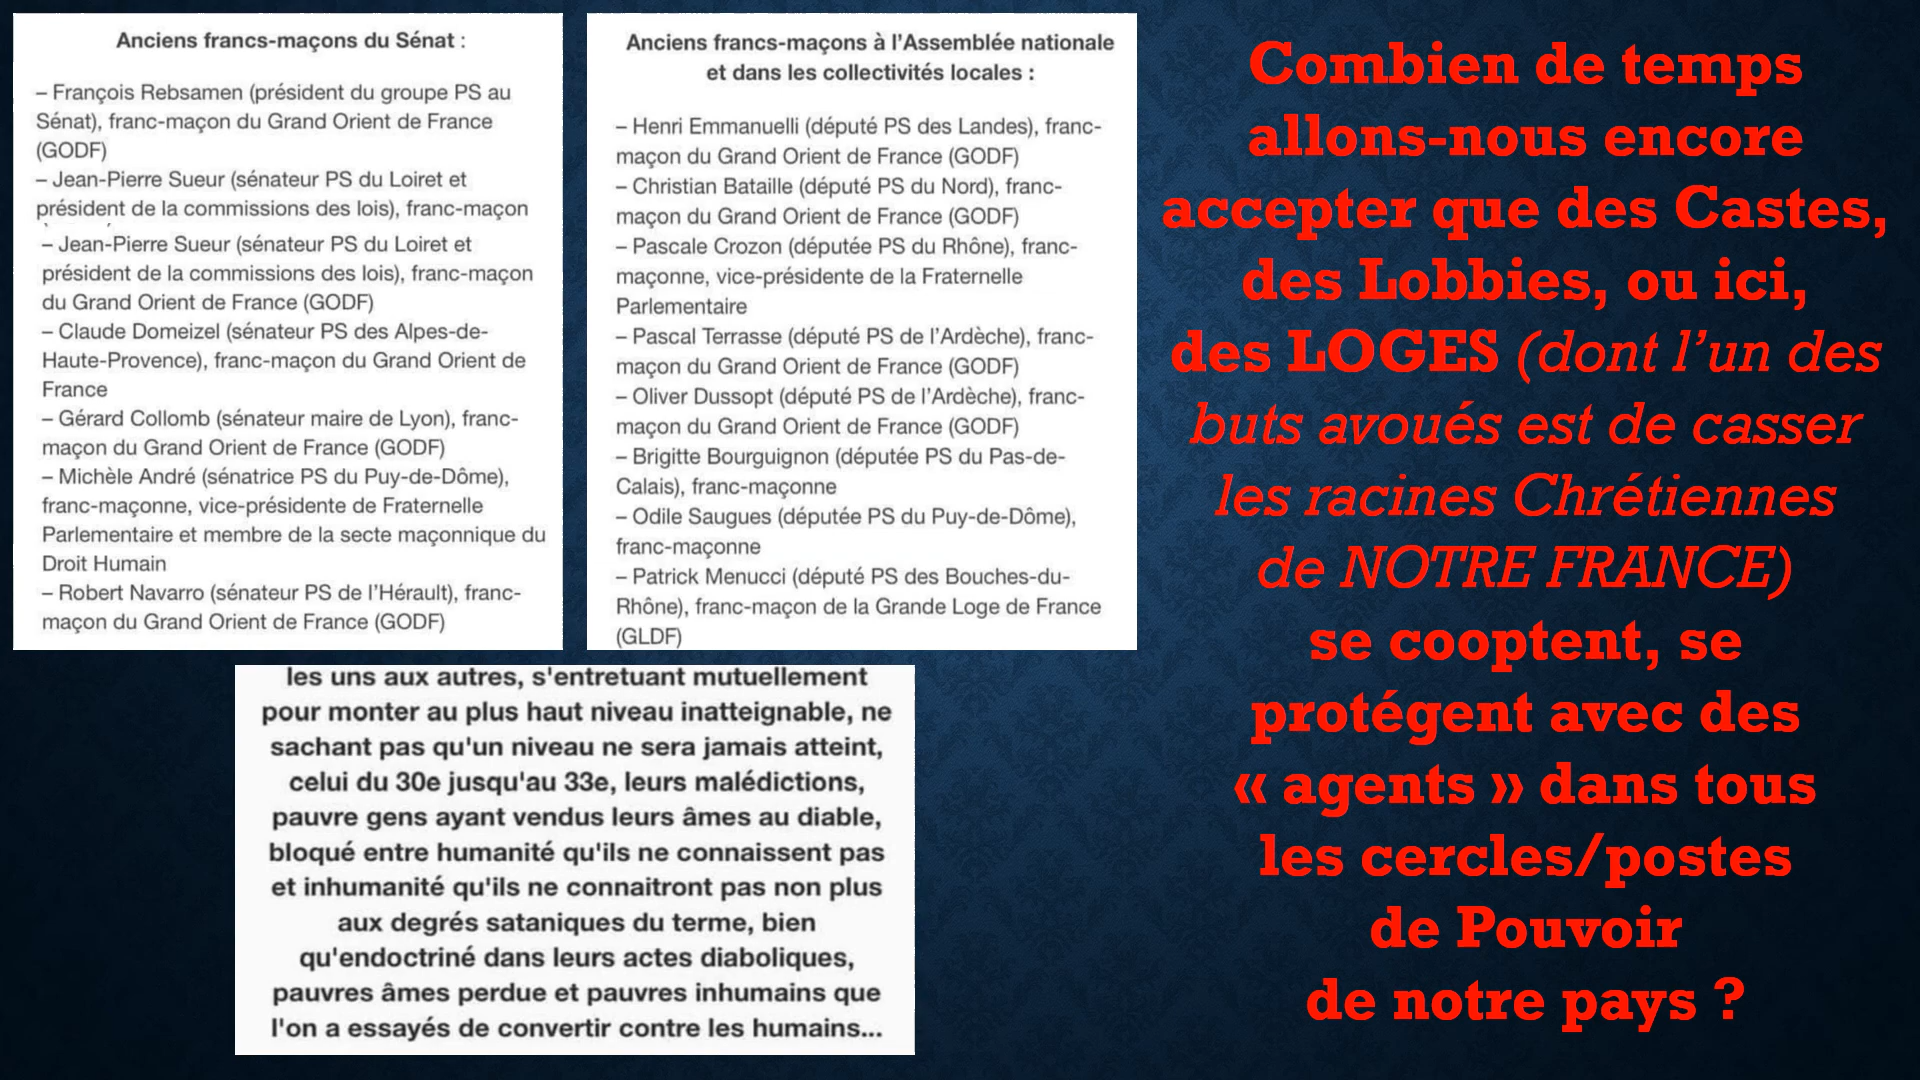 Anciens francs-maçons du Sénat :
– François Rebsamen (président du groupe PS au
Sénat), franc-maçon du Grand Orient de France
(GODF)
– Jean-Pierre Sueur (sénateur PS du Loiret et
président de la commissions des lois), franc-maçon
– Jean-Pierre Sueur (sénateur PS du Loiret et
président de la commissions des lois), franc-maçon
du Grand Orient de France (GODF)
– Claude Domeizel (sénateur PS des Alpes-de-
Haute-Provence), franc-maçon du Grand Orient de
France
– Gérard Collomb (sénateur maire de Lyon), franc-
maçon du Grand Orient de France (GODF)
– Michèle André (sénatrice PS du Puy-de-Dôme),
franc-maçonne, vice-présidente de Fraternelle
Parlementaire et membre de la secte maçonnique du
Droit Humain
– Robert Navarro (sénateur PS de l’Hérault), franc-
maçon du Grand Orient de France (GODF)
Anciens francs-maçons à l’Assemblée nationale
et dans les collectivités locales :
– Henri Emmanuelli (député PS des Landes), franc-
maçon du Grand Orient de France (GODF)
– Christian Bataille (député PS du Nord), franc-
maçon du Grand Orient de France (GODF)
– Pascale Crozon (députée PS du Rhône), franc-
maçonne, vice-présidente de la Fraternelle
Parlementaire
– Pascal Terrasse (député PS de l’Ardèche), franc-
maçon du Grand Orient de France (GODF)
– Oliver Dussopt (député PS de l’Ardèche), franc-
maçon du Grand Orient de France (GODF)
– Brigitte Bourguignon (députée PS du Pas-de-
Calais), franc-maçonne
– Odile Saugues (députée PS du Puy-de-Dôme),
franc-maçonne
– Patrick Menucci (député PS des Bouches-du-
Rhône), franc-maçon de la Grande Loge de France
(GLDF)
les uns aux autres, s'entretuant mutuellement
pour monter au plus haut niveau inatteignable, ne
sachant pas qu'un niveau ne sera jamais atteint,
celui du 30e jusqu'au 33e, leurs malédictions,
pauvre gens ayant vendus leurs âmes au diable,
bloqué entre humanité qu'ils ne connaissent pas
et inhumanité qu'ils ne connaitront pas non plus
aux degrés sataniques du terme, bien
qu'endoctriné dans leurs actes diaboliques,
pauvres âmes perdue et pauvres inhumains que
l'on a essayés de convertir contre les humains...
Combien de temps
allons-nous encore
accepter que des Castes,
des Lobbies, ou ici,
des LOGES (dont l’un des
buts avoués est de casser
les racines Chrétiennes
de NOTRE FRANCE)
se cooptent, se
protégent avec des
« agents » dans tous
les cercles/postes
de Pouvoir
de notre pays ?